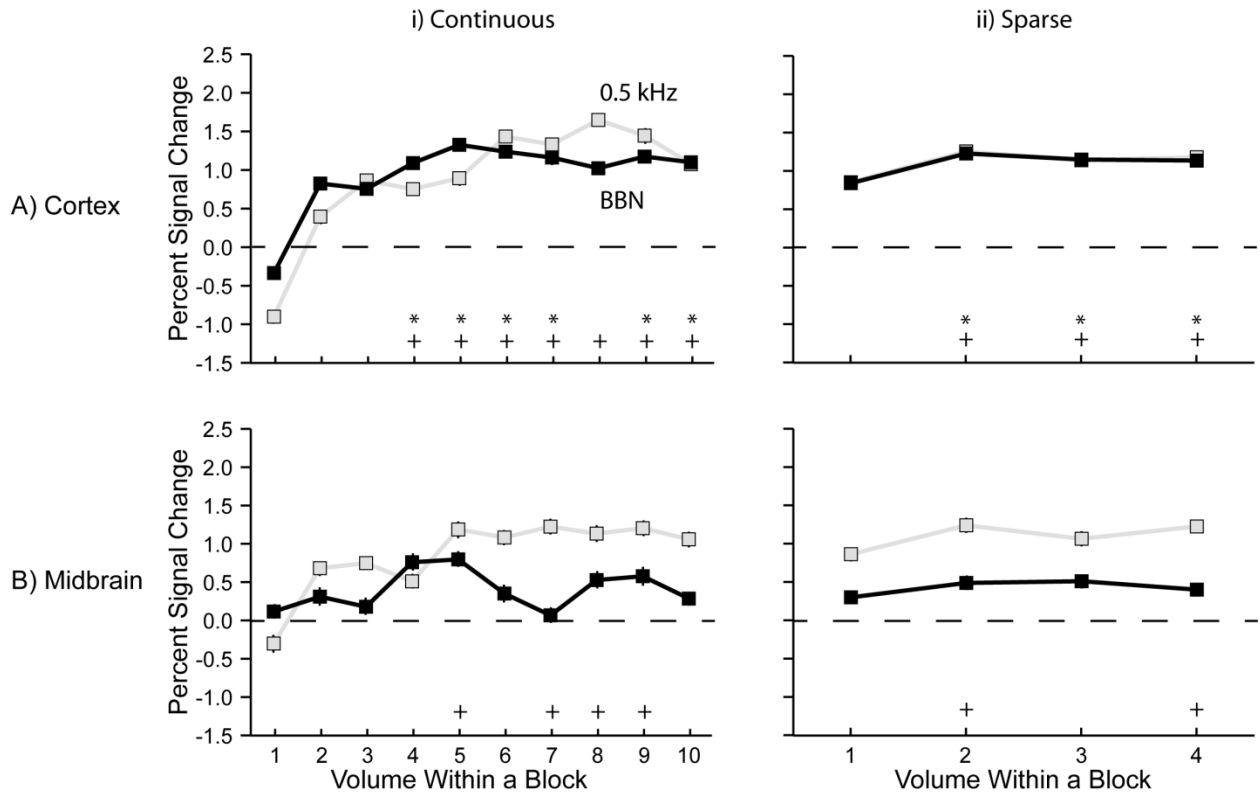 i) Continuous
ii) Sparse
A) Cortex
Percent Signal Change
2.5
2.0
1.5
1.0
0.5
0.0
-0.5
-1.0
-1.5
0.5 kHz
BBN
* * * * * *
+ + + + + + +
* * *
+ + +
B) Midbrain
Percent Signal Change
2.5
2.0
1.5
1.0
0.5
0.0
-0.5
-1.0
-1.5
+ + + +
+ +
1 2 3 4 5 6 7 8 9 10
Volume Within a Block
1 2 3 4
Volume Within a Block